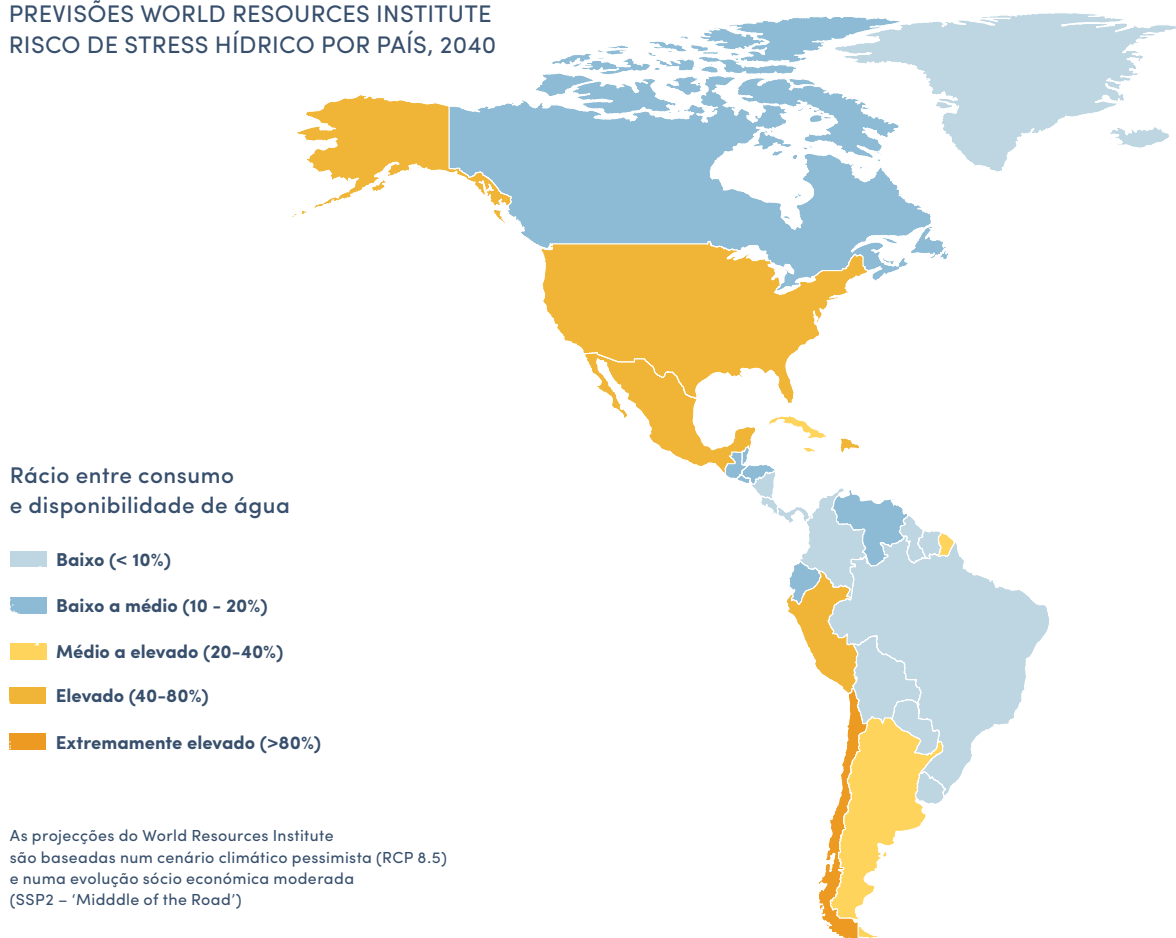 PREVISÕES WORLD RESOURCES INSTITUTE
RISCO DE STRESS HÍDRICO POR PAÍS, 2040
Rácio entre consumo
e disponibilidade de água
Baixo (< 10%)
Baixo a médio (10 - 20%)
Médio a elevado (20-40%)
Elevado (40-80%)
Extremamente elevado (>80%)
As projecções do World Resources Institute
são baseadas num cenário climático pessimista (RCP 8.5)
e numa evolução sócio económica moderada
(SSP2 – ‘Midddle of the Road’)